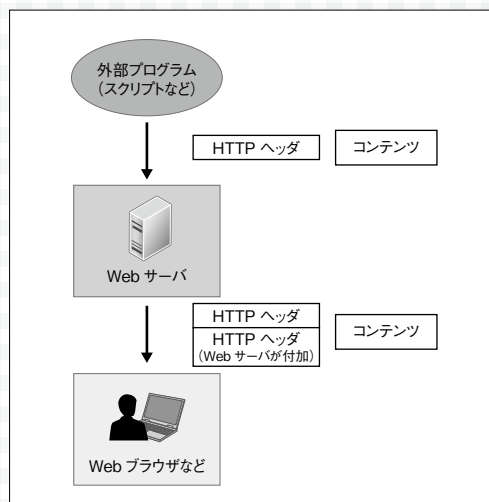 外部プログラム
（スクリプトなど）
HTTP ヘッダ
コンテンツ
Web サーバ
HTTP ヘッダ
HTTP ヘッダ
（Web サーバが付加）
コンテンツ
Web ブラウザなど